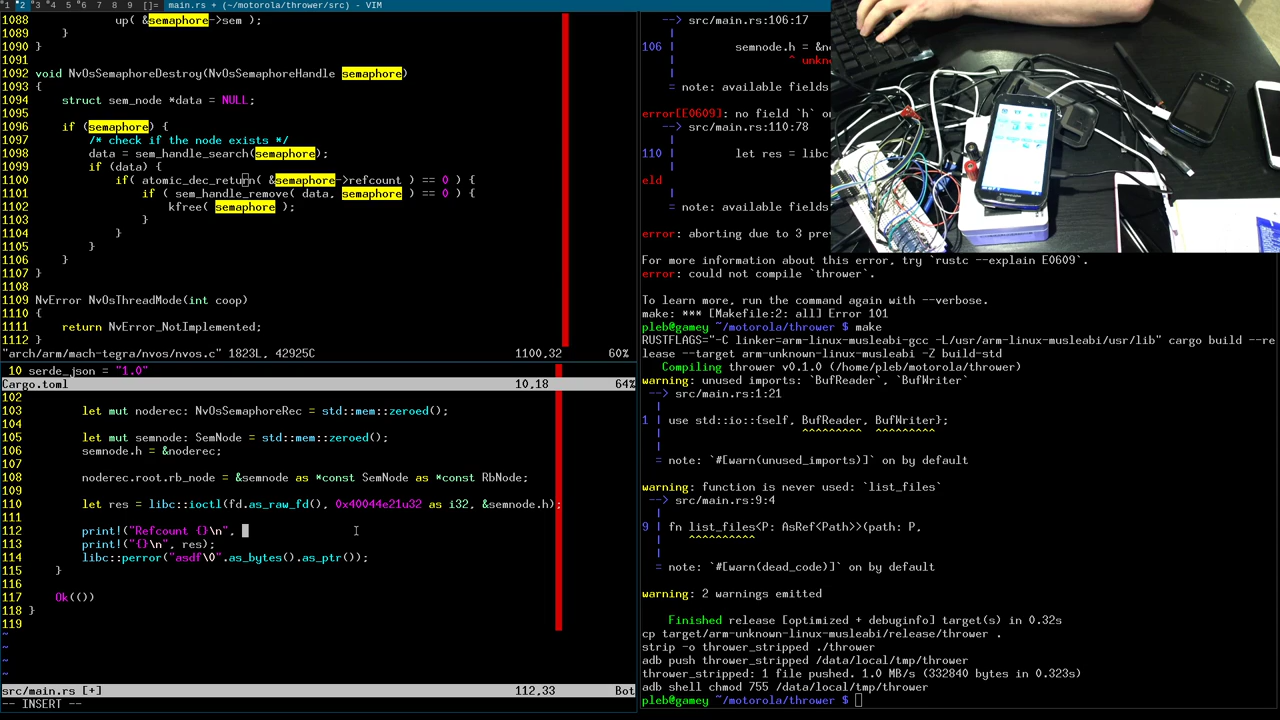 1 2 3 4 5 6 7 8 9 []= main.rs + (~/motorola/thrower/src) - VIM
1088 up( &semaphore->sem );
1089 }
1090 }
1091
1092 void NvOsSemaphoreDestroy(NvOsSemaphoreHandle semaphore)
1093 {
1094 struct sem_node *data = NULL;
1095
1096 if (semaphore) {
1097 /* check if the node exists */
1098 data = sem_handle_search(semaphore);
1099 if (data) {
1100 if( atomic_dec_return( &semaphore->refcount ) == 0 ) {
1101 if ( sem_handle_remove( data, semaphore ) == 0 ) {
1102 kfree( semaphore );
1103 }
1104 }
1105 }
1106 }
1107 }
1108
1109 NvError NvOsThreadMode(int coop)
1110 {
1111 return NvError_NotImplemented;
1112 }
"arch/arm/mach-tegra/nvos/nvos.c" 1823L, 42925C 1100,32 60%
10 serde_json = "1.0"
Cargo.toml 10,18 64%
102
103 let mut noderec: NvOsSemaphoreRec = std::mem::zeroed();
104
105 let mut semnode: SemNode = std::mem::zeroed();
106 semnode.h = &noderec;
107
108 noderec.root.rb_node = &semnode as *const SemNode as *const RbNode;
109
110 let res = libc::ioctl(fd.as_raw_fd(), 0x40044e21u32 as i32, &semnode.h);
111
112 print!("Refcount {}\n",
113 print!("{}\n", res);
114 libc::perror("asdf\0".as_bytes().as_ptr());
115 }
116
117 Ok(())
118 }
119
~
~
~
~
src/main.rs [+] 112,33 Bot
-- INSERT --
--> src/main.rs:106:17
|
106 | semnode.h = &no
| ^ unkn
|
= note: available fields
error[E0609]: no field `h` on
--> src/main.rs:110:78
|
110 | let res = libc
|
eld
|
= note: available fields
error: aborting due to 3 prev
For more information about this error, try `rustc --explain E0609`.
error: could not compile `thrower`.
To learn more, run the command again with --verbose.
make: *** [Makefile:2: all] Error 101
pleb@gamey ~/motorola/thrower $ make
RUSTFLAGS="-C linker=arm-linux-musleabi-gcc -L/usr/arm-linux-musleabi/usr/lib" cargo build --re
lease --target arm-unknown-linux-musleabi -Z build-std
Compiling thrower v0.1.0 (/home/pleb/motorola/thrower)
warning: unused imports: `BufReader`, `BufWriter`
--> src/main.rs:1:21
|
1 | use std::io::{self, BufReader, BufWriter};
| ^^^^^^^^^ ^^^^^^^^^
|
= note: `#[warn(unused_imports)]` on by default
warning: function is never used: `list_files`
--> src/main.rs:9:4
|
9 | fn list_files<P: AsRef<Path>>(path: P,
| ^^^^^^^^^^
|
= note: `#[warn(dead_code)]` on by default
warning: 2 warnings emitted
Finished release [optimized + debuginfo] target(s) in 0.32s
cp target/arm-unknown-linux-musleabi/release/thrower .
strip -o thrower_stripped ./thrower
adb push thrower_stripped /data/local/tmp/thrower
thrower_stripped: 1 file pushed. 1.0 MB/s (332840 bytes in 0.323s)
adb shell chmod 755 /data/local/tmp/thrower
pleb@gamey ~/motorola/thrower $